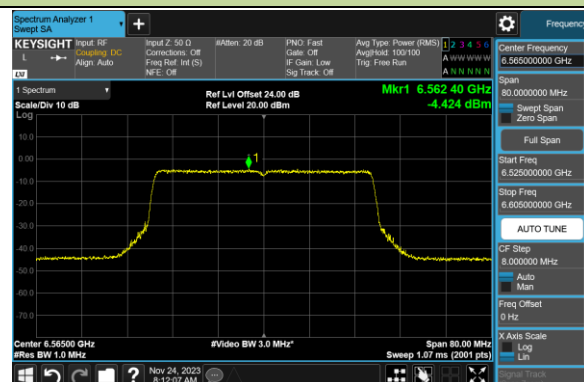 Spectrum Analyzer 1
Swept SA
+
Frequency
KEYSIGHT
L
LXI
Input: RF
Coupling: DC
Align: Auto
Input Z: 50 Ω
Corrections: Off
Freq Ref: Int (S)
NFE: Off
#Atten: 20 dB
PNO: Fast
Gate: Off
IF Gain: Low
Sig Track: Off
Avg Type: Power (RMS)
Avg|Hold: 100/100
Trig: Free Run
1 2 3 4 5 6
A W W W W W
A N N N N N
1 Spectrum
Scale/Div 10 dB
Log
Ref Lvl Offset 24.00 dB
Ref Level 20.00 dBm
Mkr1 6.562 40 GHz
-4.424 dBm
10.0
0.00
-10.0
-20.0
-30.0
-40.0
-50.0
-60.0
-70.0
1
Center 6.56500 GHz
#Res BW 1.0 MHz
#Video BW 3.0 MHz*
Span 80.00 MHz
Sweep 1.07 ms (2001 pts)
Center Frequency
6.565000000 GHz
Span
80.0000000 MHz
Swept Span
Zero Span
Full Span
Start Freq
6.525000000 GHz
Stop Freq
6.605000000 GHz
AUTO TUNE
CF Step
8.000000 MHz
Auto
Man
Freq Offset
0 Hz
X Axis Scale
Log
Lin
Signal Track
?
Nov 24, 2023
8:12:07 AM